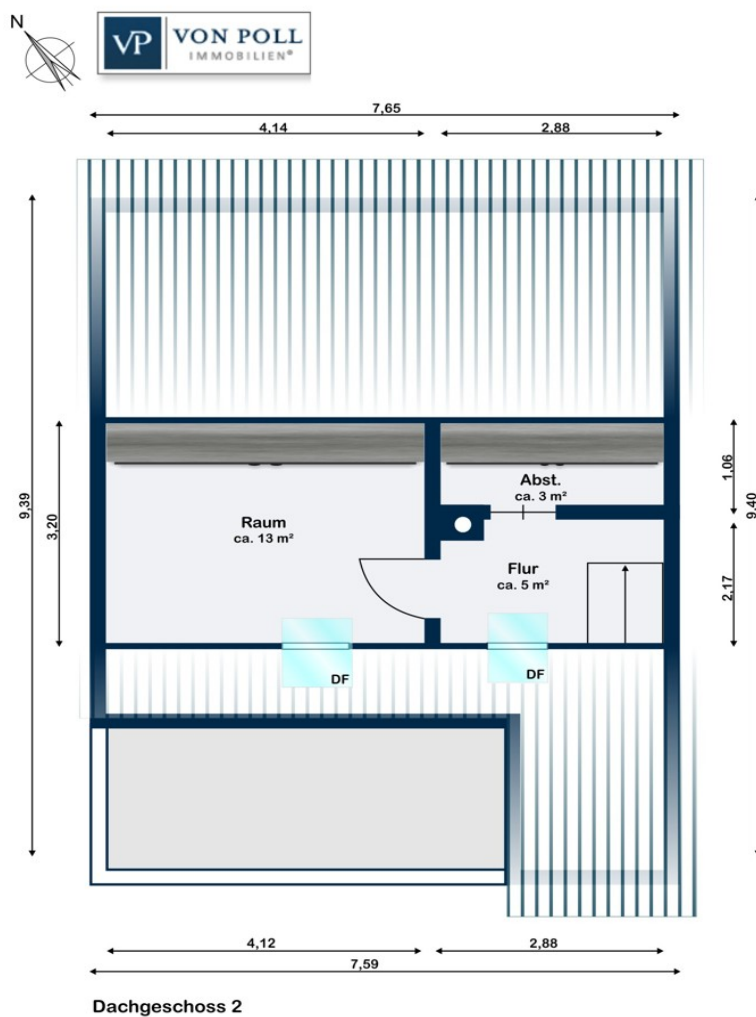 N
VP VON POLL
IMMOBILIEN®
7,65
4,14 2,88
9,39
3,20
Raum
ca. 13 m²
Abst.
ca. 3 m²
Flur
ca. 5 m²
1,06
9,40
2,17
DF
DF
4,12 2,88
7,59
Dachgeschoss 2